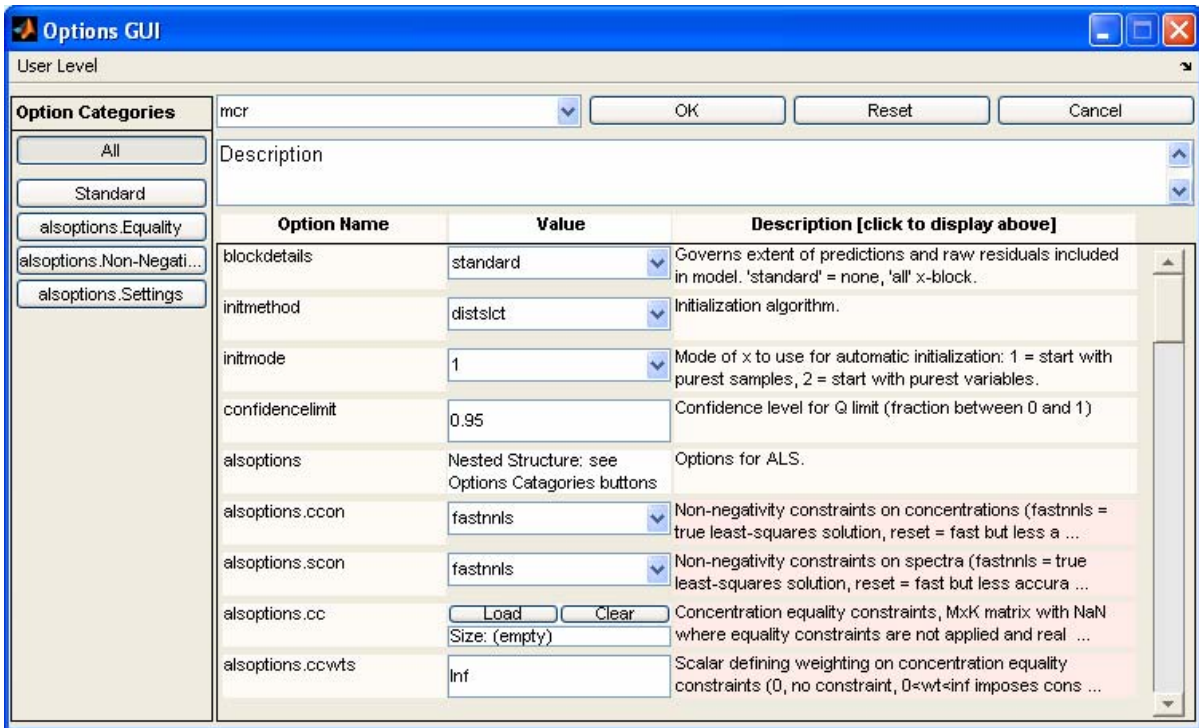 Options GUI
User Level
Option Categories
mcr
OK
Reset
Cancel
All
Description
Standard
alsoptions.Equality
alsoptions.Non-Negati...
alsoptions.Settings
Option Name
Value
Description [click to display above]
blockdetails
standard
Governs extent of predictions and raw residuals included
in model. 'standard' = none, 'all' x-block.
initmethod
distslct
Initialization algorithm.
initmode
1
Mode of x to use for automatic initialization: 1 = start with
purest samples, 2 = start with purest variables.
confidencelimit
0.95
Confidence level for Q limit (fraction between 0 and 1)
alsoptions
Nested Structure: see
Options Catagories buttons
Options for ALS.
alsoptions.ccon
fastnnls
Non-negativity constraints on concentrations (fastnnls =
true least-squares solution, reset = fast but less a ...
alsoptions.scon
fastnnls
Non-negativity constraints on spectra (fastnnls = true
least-squares solution, reset = fast but less accura ...
alsoptions.cc
Load
Clear
Size: (empty)
Concentration equality constraints, MxK matrix with NaN
where equality constraints are not applied and real ...
alsoptions.ccwts
Inf
Scalar defining weighting on concentration equality
constraints (0, no constraint, 0<wt<inf imposes cons ...